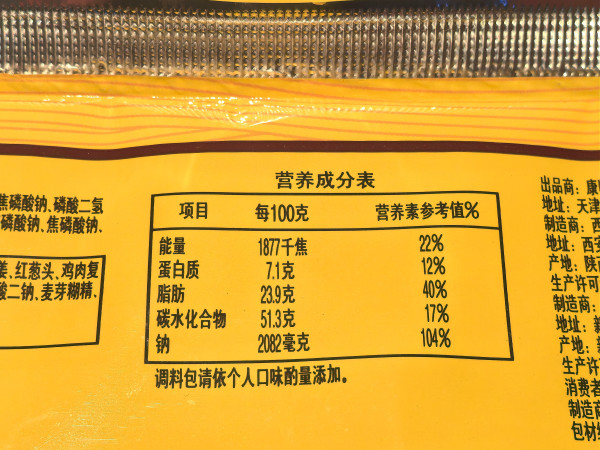 焦磷酸钠、磷酸二氢
磷酸钠、焦磷酸钠、
姜、红葱头、鸡肉复
酸二钠、麦芽糊精、
营养成分表
项目 每100克 营养素参考值%
能量 1877千焦 22%
蛋白质 7.1克 12%
脂肪 23.9克 40%
碳水化合物 51.3克 17%
钠 2082毫克 104%
调料包请依个人口味酌量添加。
出品商：康
地址：天津
制造商：西
地址：西安
产地：陕
生产许可
制造商：
地址：新
产地：新
生产许
消费者
制造商
包材